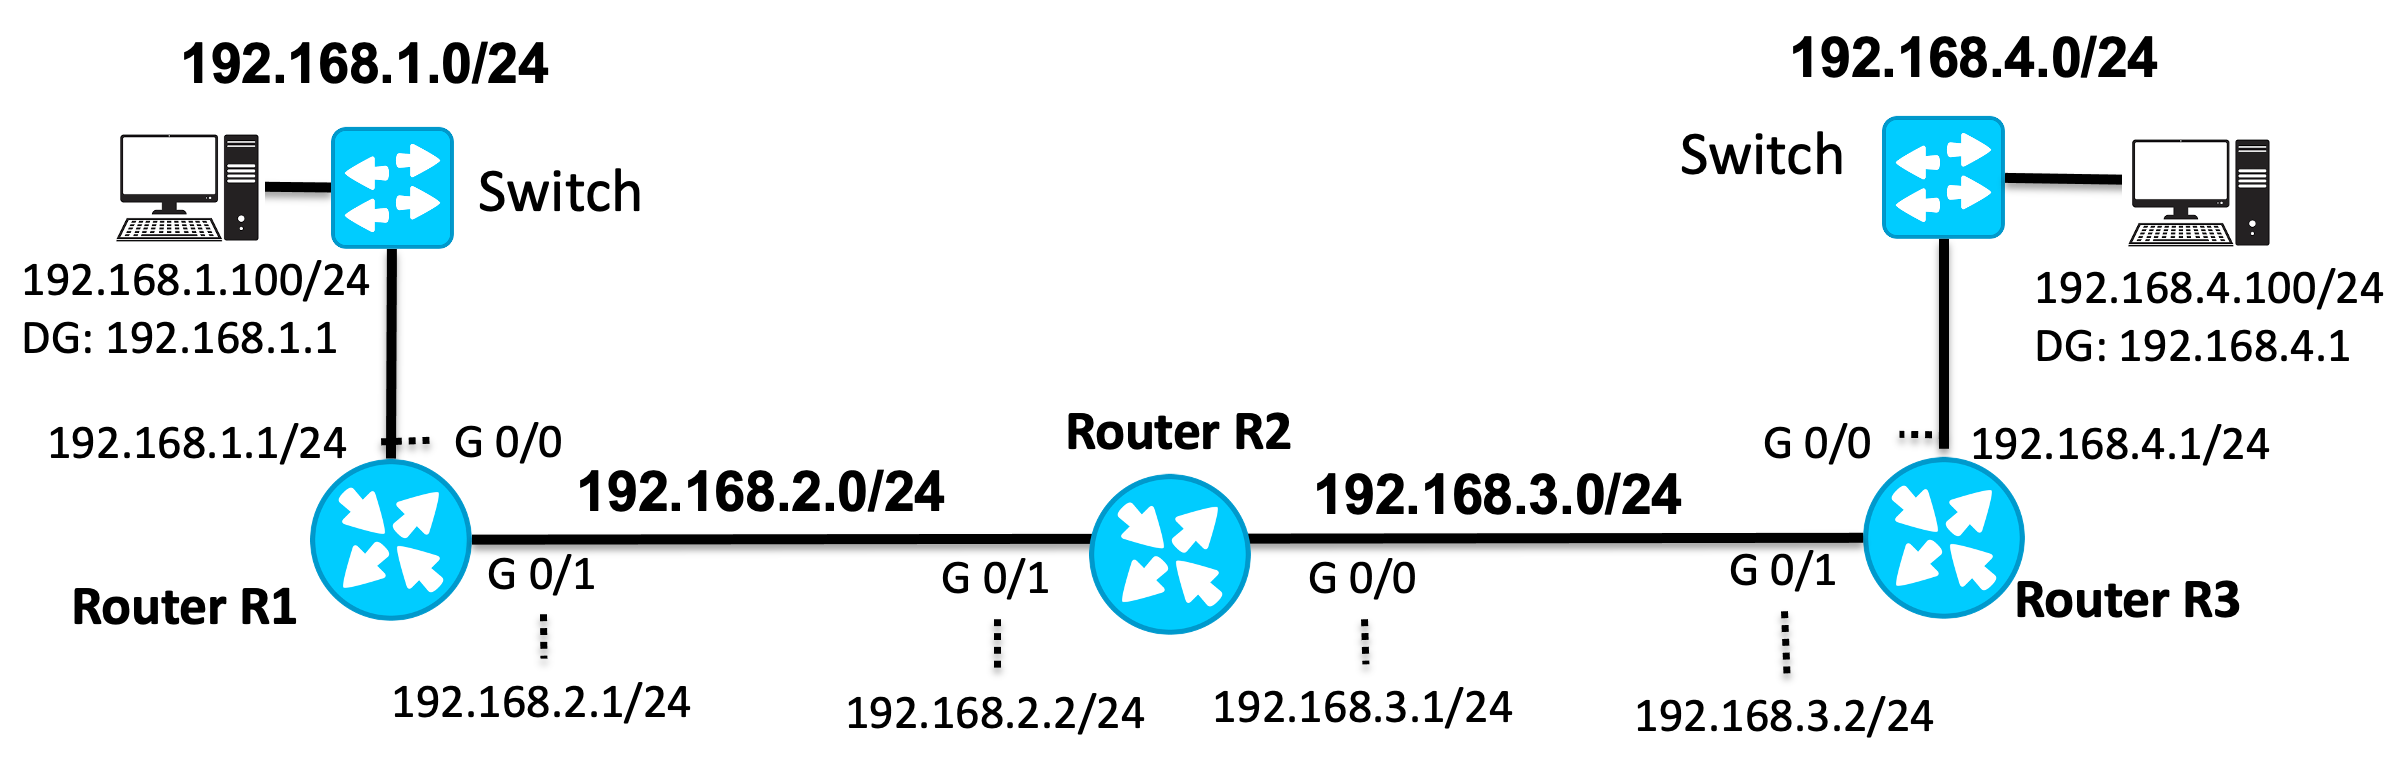 192.168.1.0/24
192.168.4.0/24
Switch
Switch
192.168.1.100/24
DG: 192.168.1.1
192.168.4.100/24
DG: 192.168.4.1
192.168.1.1/24
G 0/0
Router R2
G 0/0
192.168.4.1/24
192.168.2.0/24
192.168.3.0/24
Router R1
G 0/1
G 0/1
G 0/0
G 0/1
Router R3
192.168.2.1/24
192.168.2.2/24
192.168.3.1/24
192.168.3.2/24